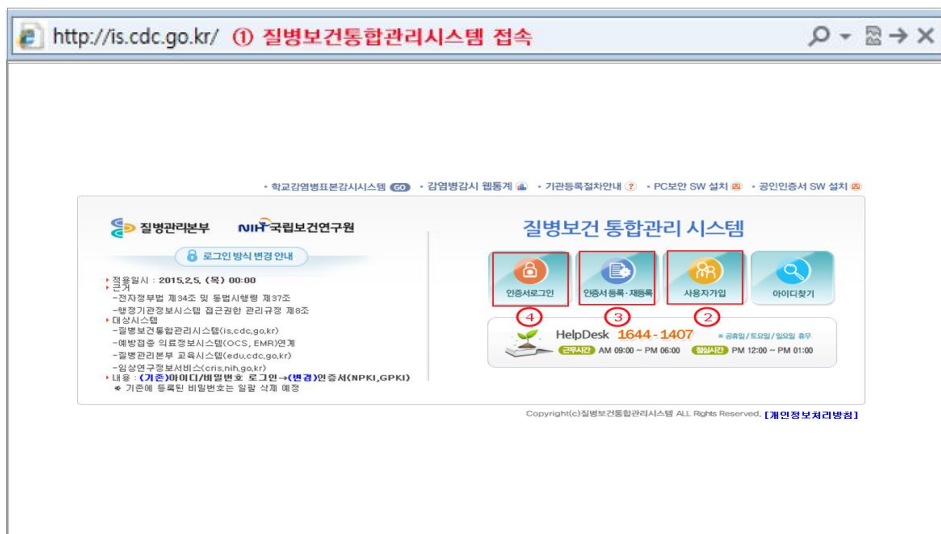 http://is.cdc.go.kr/ ① 질병보건통합관리시스템 접속
• 학교감염병표본감시시스템 GO • 감염병감시 웹통계 • 기관등록절차안내 ? • PC보안 SW 설치 • 공인인증서 SW 설치
질병관리본부 NIH 국립보건연구원
로그인 방식 변경 안내
적용일시 : 2015.2.5. (목) 00:00
근거
-전자정부법 제34조 및 동법시행령 제37조
-행정기관정보시스템 접근권한 관리규정 제8조
대상시스템
-질병보건통합관리시스템(is.cdc.go.kr)
-예방접종 의료정보시스템(OCS, EMR)연계
-질병관리본부 교육시스템(edu.cdc.go.kr)
-임상연구정보서비스(cris.nih.go.kr)
내용 : (기존)아이디/비밀번호 로그인→(변경)인증서(NPKI,GPKI)
※ 기존에 등록된 비밀번호는 일괄 삭제 예정
질병보건 통합관리 시스템
인증서로그인 인증서 등록·재등록 사용자가입 아이디찾기
④ ③ ②
HelpDesk 1644-1407 ※ 공휴일/토요일/일요일 휴무
근무시간 AM 09:00 ~ PM 06:00 점심시간 PM 12:00 ~ PM 01:00
Copyright(c)질병보건통합관리시스템 ALL Rights Reserved. [개인정보처리방침]